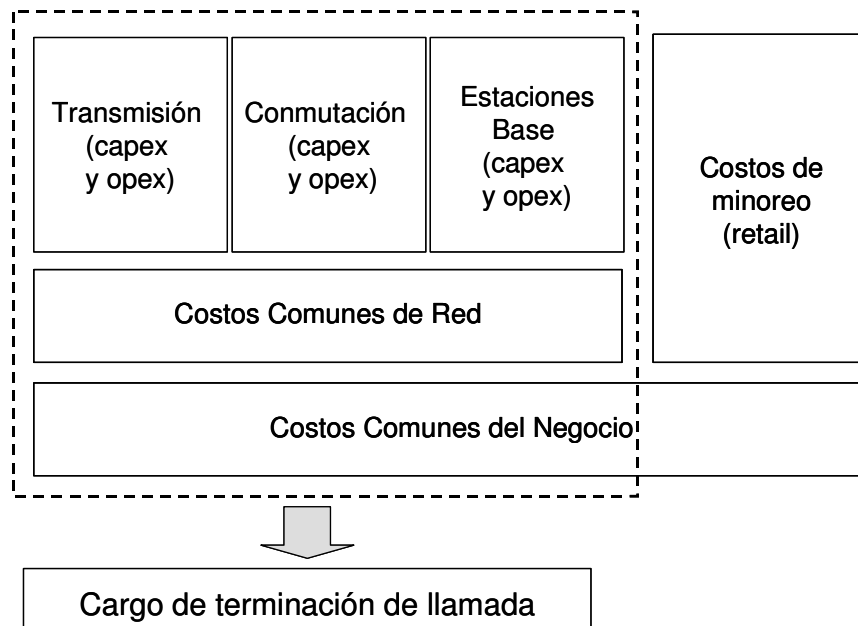 Transmisión
(capex
y opex)
Conmutación
(capex
y opex)
Estaciones
Base
(capex
y opex)
Costos de
minoreo
(retail)
Costos Comunes de Red
Costos Comunes del Negocio
Cargo de terminación de llamada